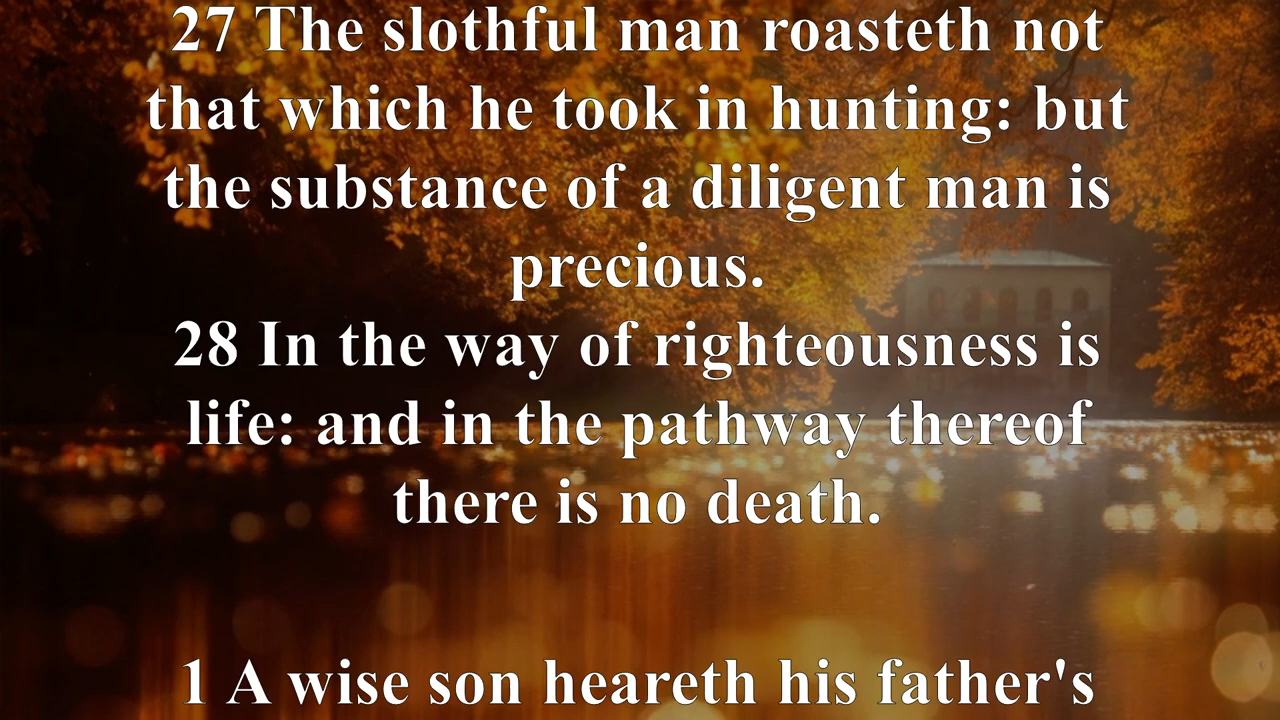 27 The slothful man roasteth not
that which he took in hunting: but
the substance of a diligent man is
precious.
28 In the way of righteousness is
life: and in the pathway thereof
there is no death.
1 A wise son heareth his father's